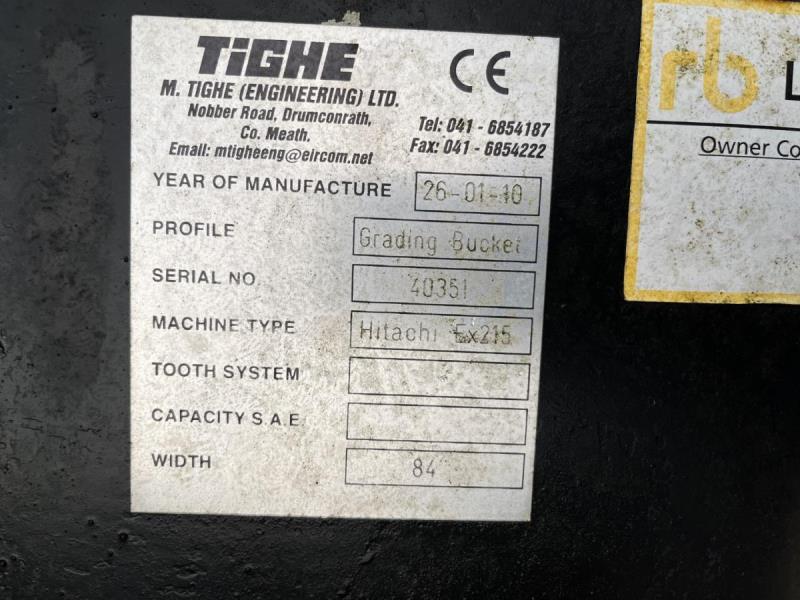 TiGHE
CE
M. TIGHE (ENGINEERING) LTD.
Nobber Road, Drumconrath,
Co. Meath.
Email: mtigheeng@eircom.net
Tel: 041 - 6854187
Fax: 041 - 6854222
YEAR OF MANUFACTURE 26-01-10
PROFILE Grading Bucket
SERIAL NO 40351
MACHINE TYPE Hitachi Ex215
TOOTH SYSTEM
CAPACITY S.A.E.
WIDTH 84
rb L
Owner Co